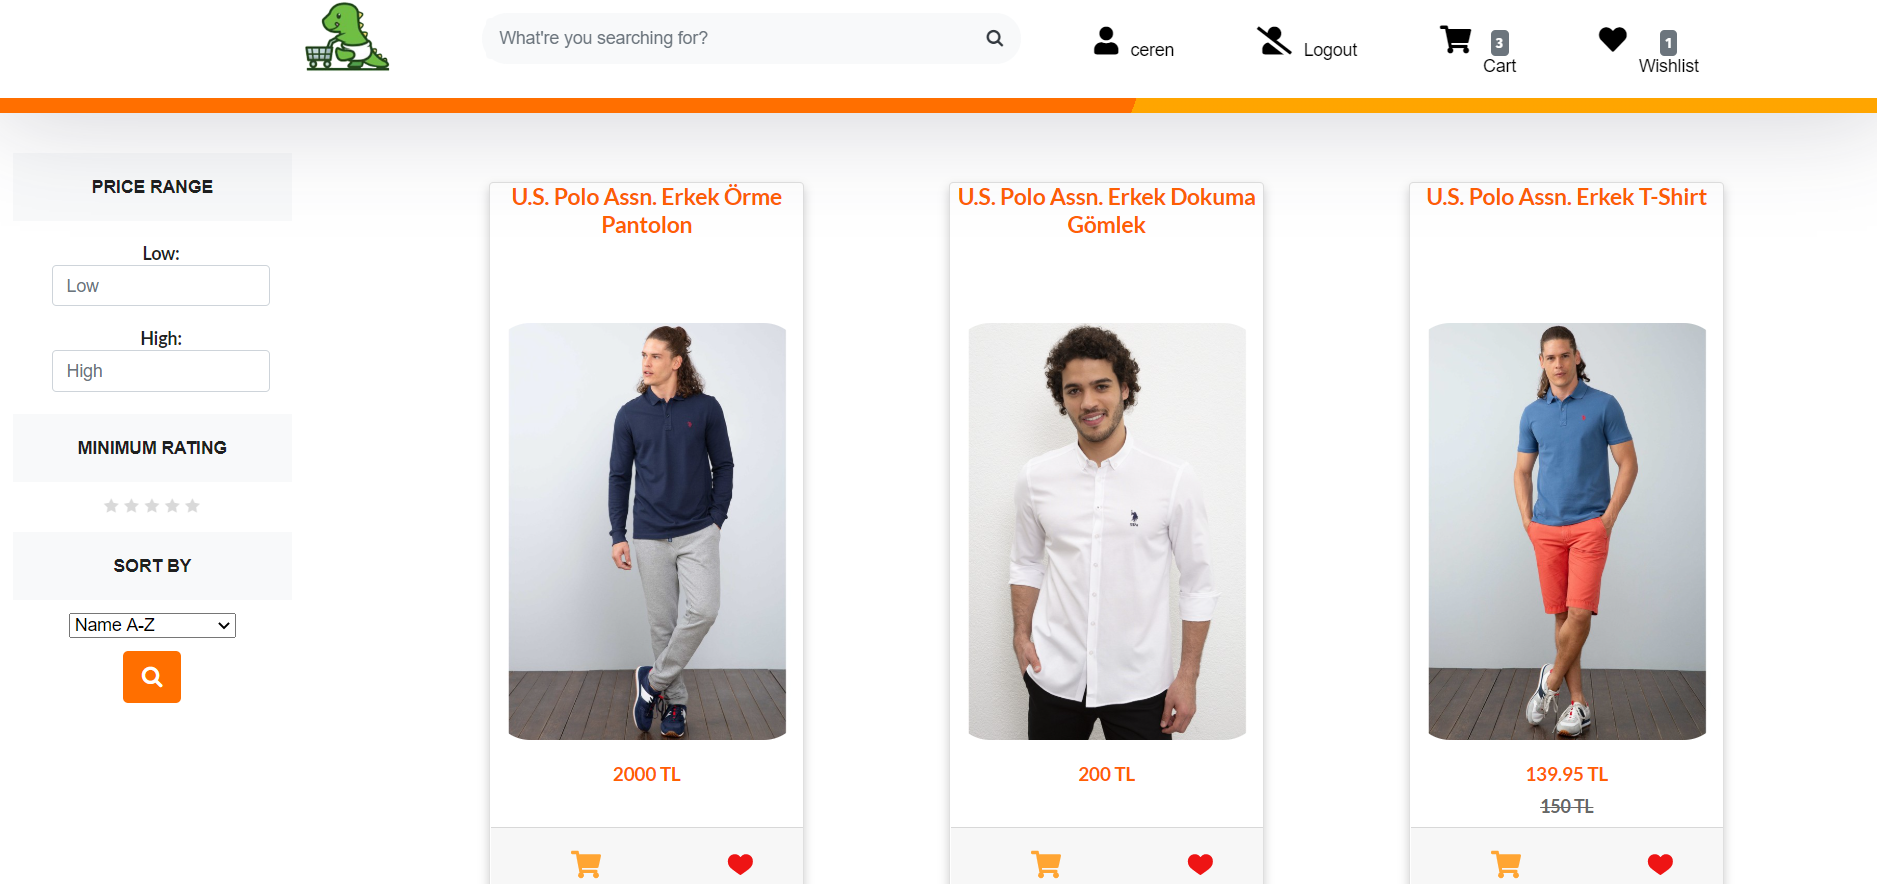 What're you searching for?
ceren
Logout
3
Cart
1
Wishlist
PRICE RANGE
Low:
Low
High:
High
MINIMUM RATING
SORT BY
Name A-Z
U.S. Polo Assn. Erkek Örme
Pantolon
2000 TL
U.S. Polo Assn. Erkek Dokuma
Gömlek
200 TL
U.S. Polo Assn. Erkek T-Shirt
139.95 TL
150 TL